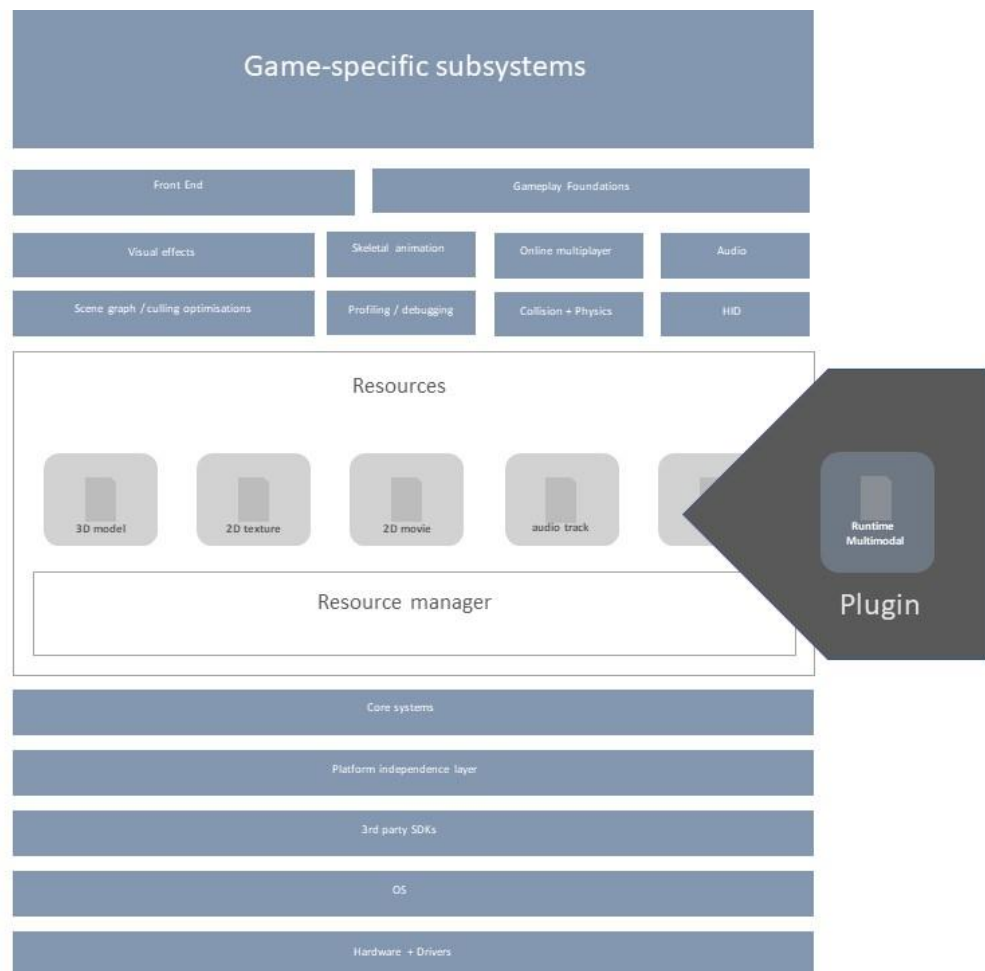 Game-specific subsystems
Front End
Gameplay Foundations
Visual effects
Skeletal animation
Online multiplayer
Audio
Scene graph / culling optimisations
Profiling / debugging
Collision + Physics
HID
Resources
3D model
2D texture
2D movie
audio track
Runtime
Multimodal
Plugin
Resource manager
Core systems
Platform independence layer
3rd party SDKs
OS
Hardware + Drivers